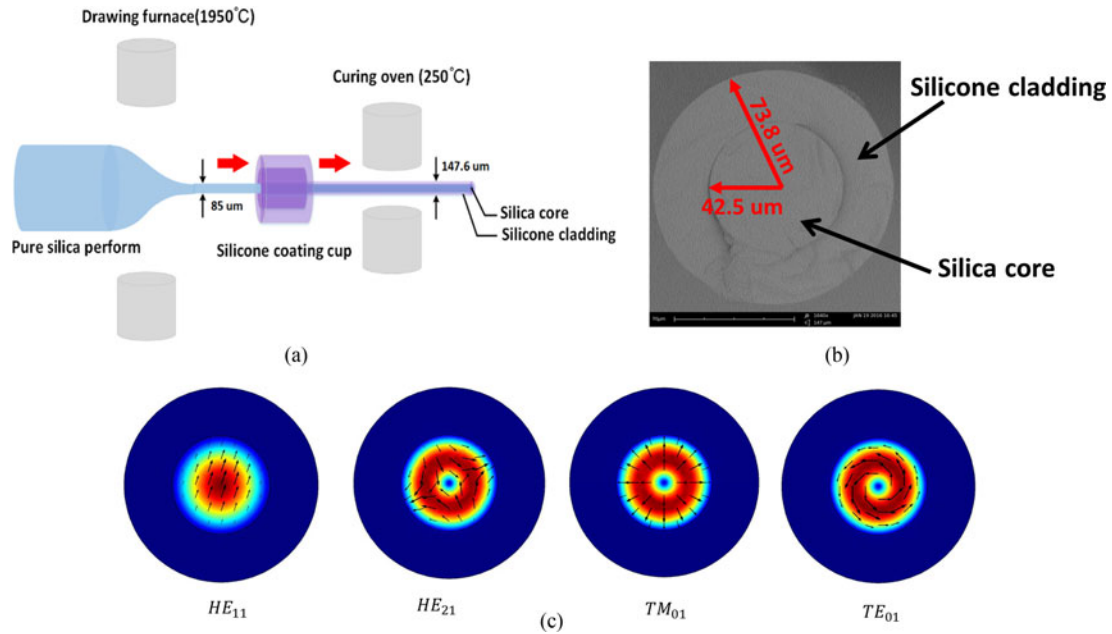 Drawing furnace(1950℃)
Curing oven (250℃)
147.6 um
85 um
Silica core
Silicone cladding
Pure silica perform
Silicone coating cup
(a)
Silicone cladding
73.8 um
42.5 um
Silica core
(b)
HE₁₁
HE₂₁
TM₀₁
TE₀₁
(c)